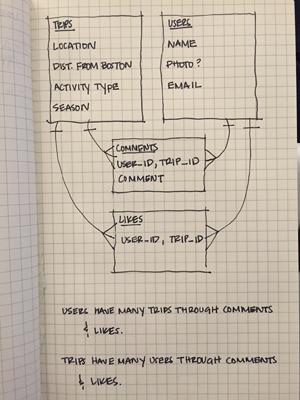 TRIPS
LOCATION
DIST. FROM BOSTON
ACTIVITY TYPE
SEASON
USERS
NAME
PHOTO?
EMAIL
COMMENTS
USER_ID, TRIP_ID
COMMENT
LIKES
USER_ID, TRIP_ID
USERS HAVE MANY TRIPS THROUGH COMMENTS
& LIKES.
TRIPS HAVE MANY USERS THROUGH COMMENTS
& LIKES.